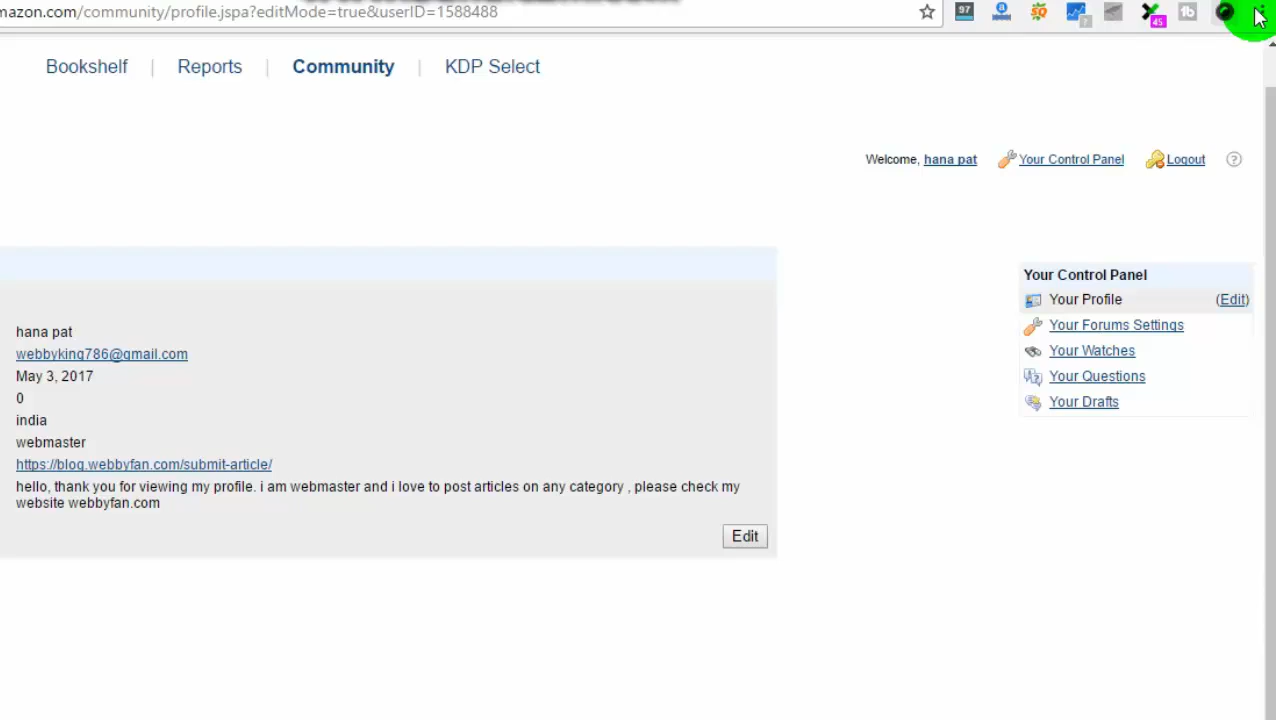 mazon.com/community/profile.jspa?editMode=true&userID=1588488
97
45
Bookshelf | Reports | Community | KDP Select
Welcome, hana pat Your Control Panel Logout ?
Your Control Panel
Your Profile (Edit)
Your Forums Settings
Your Watches
Your Questions
Your Drafts
hana pat
webbyking786@gmail.com
May 3, 2017
0
india
webmaster
https://blog.webbyfan.com/submit-article/
hello, thank you for viewing my profile. i am webmaster and i love to post articles on any category , please check my
website webbyfan.com
Edit